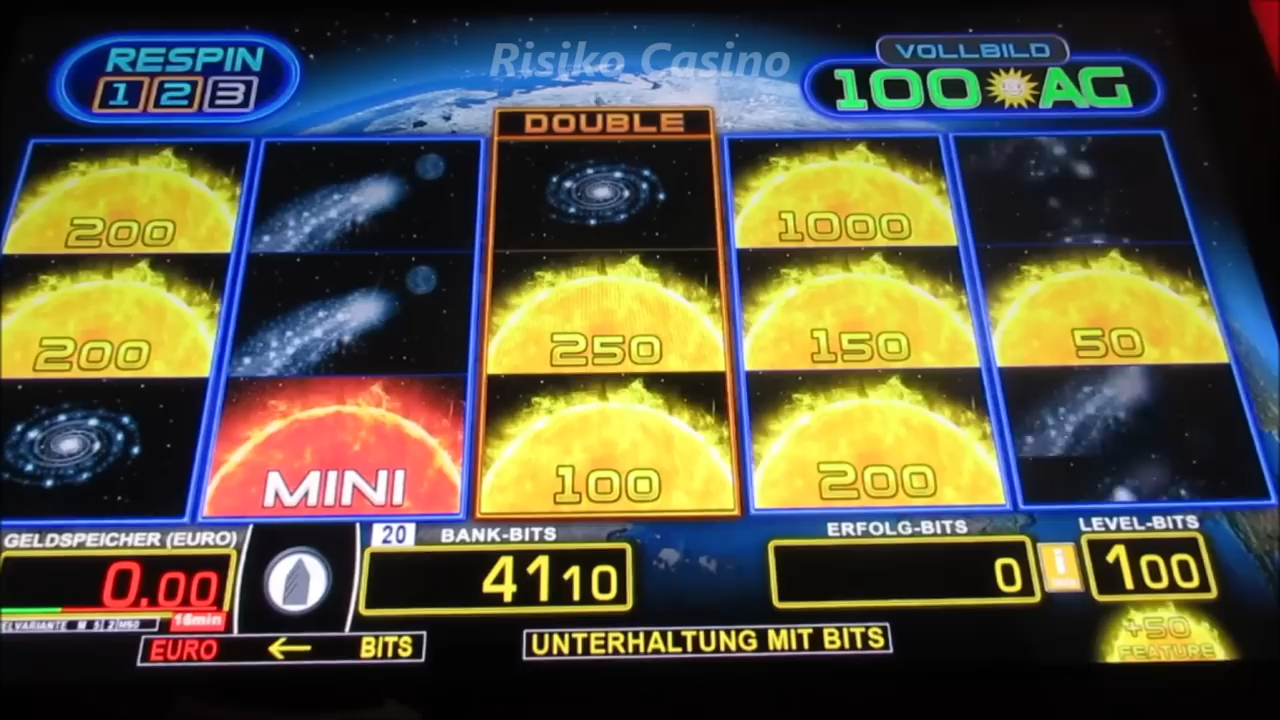 Risiko Casino
RESPIN
1 2 3
VOLLBILD
100 AG
DOUBLE
200
1000
200
250
150
50
MINI
100
200
GELDSPEICHER (EURO)
20
BANK-BITS
ERFOLG-BITS
LEVEL-BITS
0.00
4110
0
i
100
16min
EURO ← BITS
UNTERHALTUNG MIT BITS
+50
FEATURE